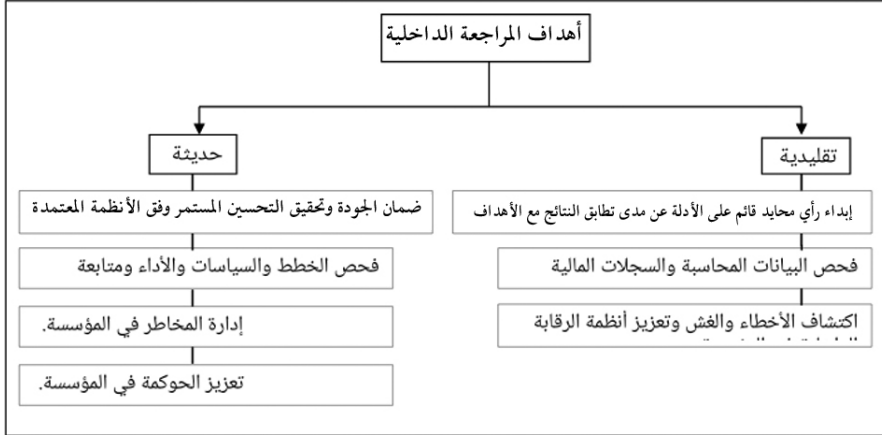 أهداف المراجعة الداخلية
تقليدية
إبداء رأي محايد قائم على الأدلة عن مدى تطابق النتائج مع الأهداف
فحص البيانات المحاسبة والسجلات المالية
اكتشاف الأخطاء والغش وتعزيز أنظمة الرقابة
حديثة
ضمان الجودة وتحقيق التحسين المستمر وفق الأنظمة المعتمدة
فحص الخطط والسياسات والأداء ومتابعة
إدارة المخاطر في المؤسسة.
تعزيز الحوكمة في المؤسسة.